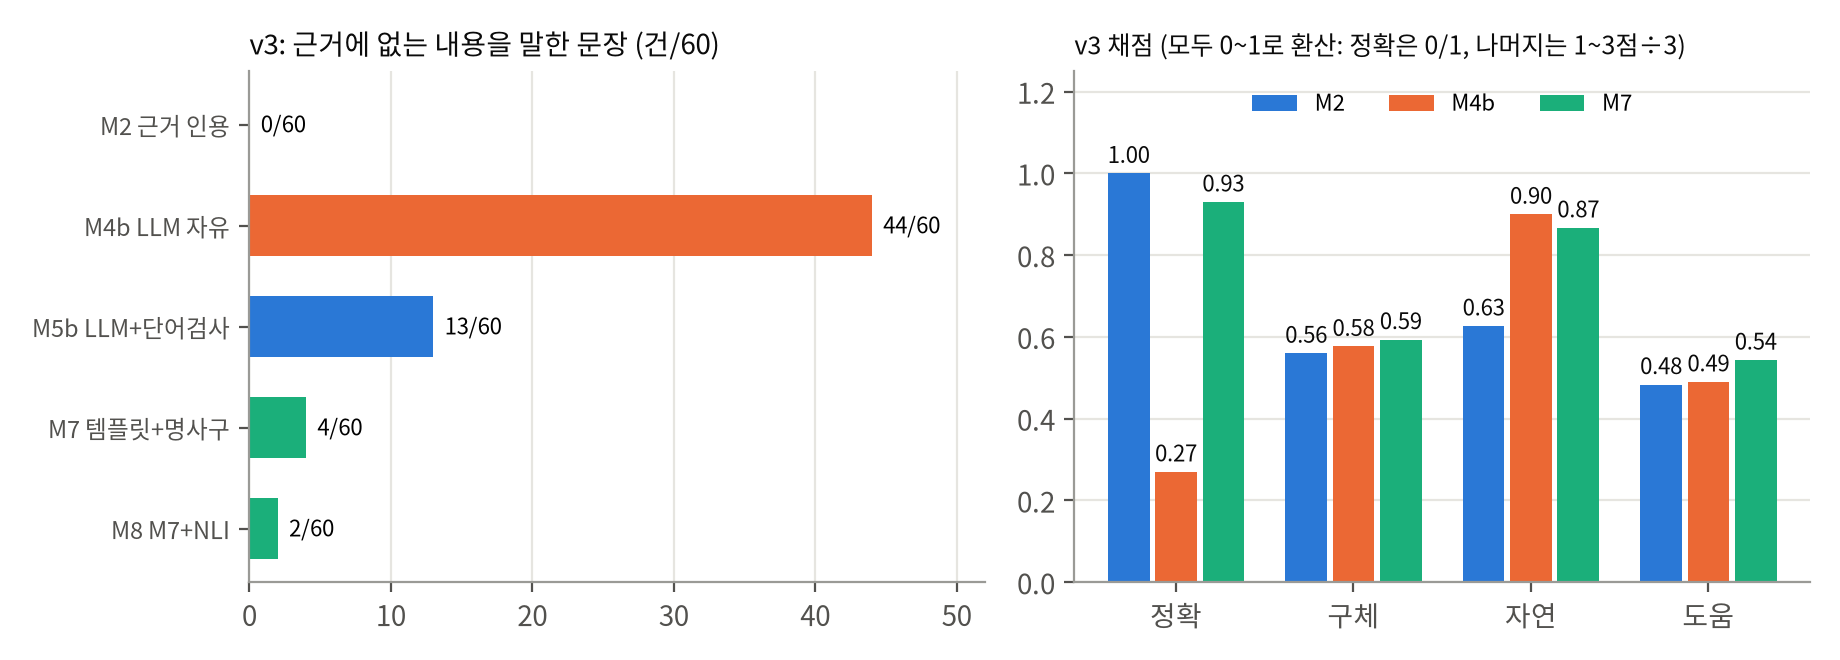 v3: 근거에 없는 내용을 말한 문장 (건/60)
M2 근거 인용
0/60
M4b LLM 자유
44/60
M5b LLM+단어검사
13/60
M7 템플릿+명사구
4/60
M8 M7+NLI
2/60
0 10 20 30 40 50
v3 채점 (모두 0~1로 환산: 정확은 0/1, 나머지는 1~3점÷3)
M2 M4b M7
1.2
1.0
0.8
0.6
0.4
0.2
0.0
1.00
0.27
0.93
0.56
0.58
0.59
0.63
0.90
0.87
0.48
0.49
0.54
정확 구체 자연 도움